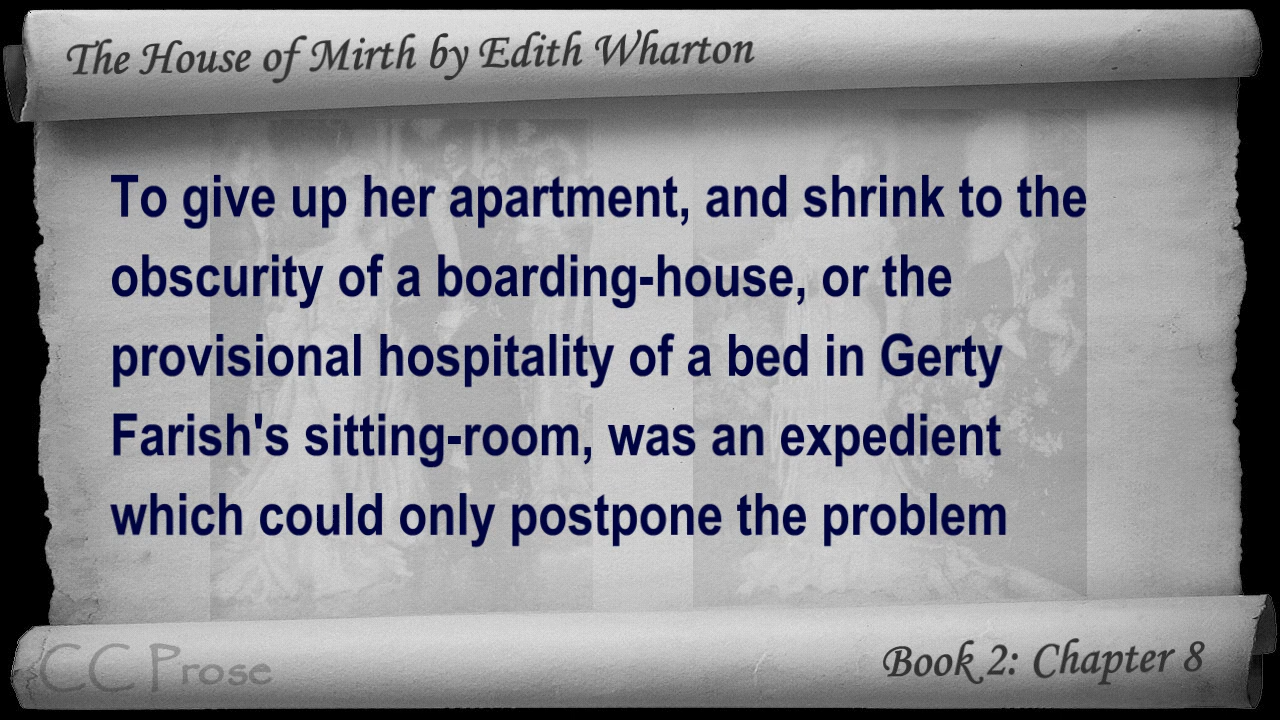 The House of Mirth by Edith Wharton
To give up her apartment, and shrink to the
obscurity of a boarding-house, or the
provisional hospitality of a bed in Gerty
Farish's sitting-room, was an expedient
which could only postpone the problem
CC Prose
Book 2: Chapter 8